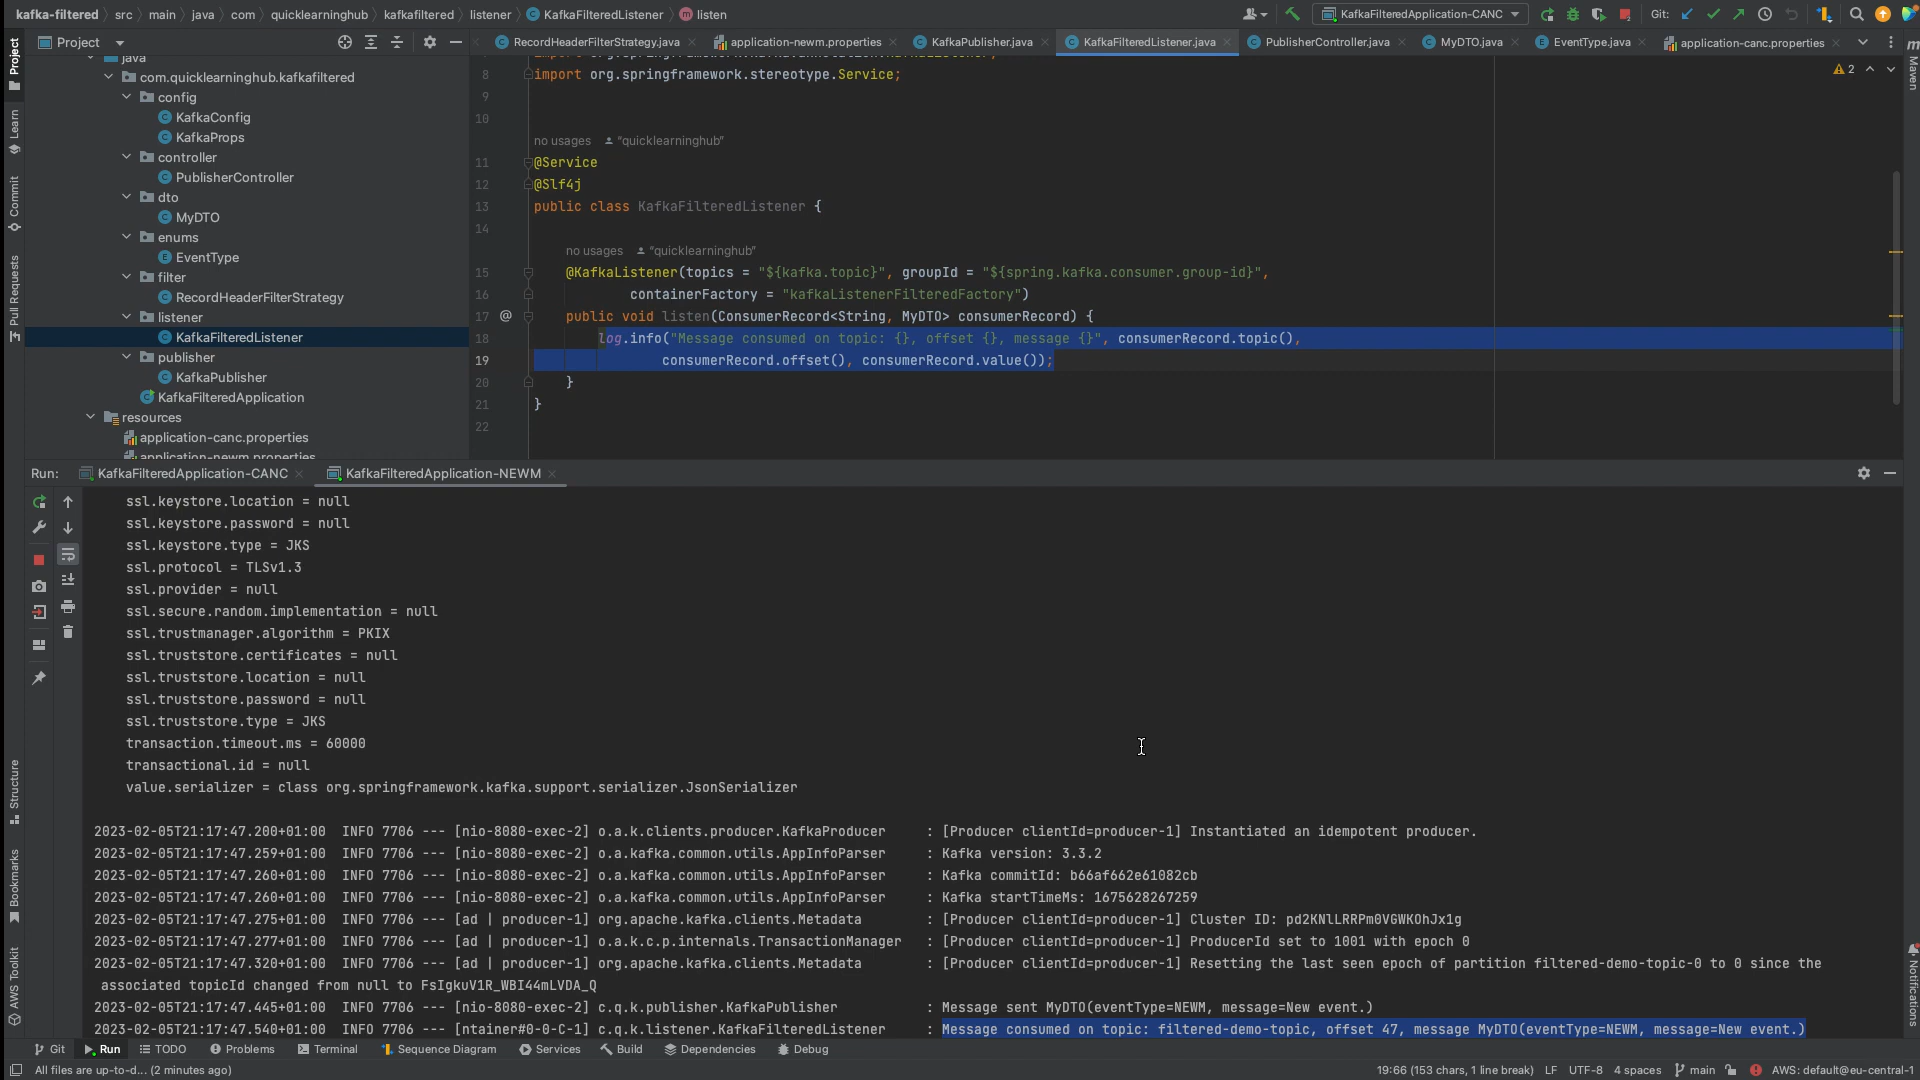 kafka-filtered src main java com quicklearninghub kafkafiltered listener KafkaFilteredListener listen
KafkaFilteredApplication-CANC Git:
Project
RecordHeaderFilterStrategy.java application-newm.properties KafkaPublisher.java KafkaFilteredListener.java PublisherController.java MyDTO.java EventType.java application-canc.properties
java
com.quicklearninghub.kafkafiltered
config
KafkaConfig
KafkaProps
controller
PublisherController
dto
MyDTO
enums
EventType
filter
RecordHeaderFilterStrategy
listener
KafkaFilteredListener
publisher
KafkaPublisher
KafkaFilteredApplication
resources
application-canc.properties
application-newm.properties
Project
Learn
Commit
Pull Requests
Structure
Bookmarks
AWS Toolkit
8 import org.springframework.stereotype.Service;
9
10
no usages "quicklearninghub"
11 @Service
12 @Slf4j
13 public class KafkaFilteredListener {
14
no usages "quicklearninghub"
15 @KafkaListener(topics = "${kafka.topic}", groupId = "${spring.kafka.consumer.group-id}",
16 containerFactory = "kafkaListenerFilteredFactory")
17 @ public void listen(ConsumerRecord<String, MyDTO> consumerRecord) {
18 log.info("Message consumed on topic: {}, offset {}, message {}", consumerRecord.topic(),
19 consumerRecord.offset(), consumerRecord.value());
20 }
21 }
22
2
m
Maven
Notifications
Run: KafkaFilteredApplication-CANC KafkaFilteredApplication-NEWM
ssl.keystore.location = null
ssl.keystore.password = null
ssl.keystore.type = JKS
ssl.protocol = TLSv1.3
ssl.provider = null
ssl.secure.random.implementation = null
ssl.trustmanager.algorithm = PKIX
ssl.truststore.certificates = null
ssl.truststore.location = null
ssl.truststore.password = null
ssl.truststore.type = JKS
transaction.timeout.ms = 60000
transactional.id = null
value.serializer = class org.springframework.kafka.support.serializer.JsonSerializer
2023-02-05T21:17:47.200+01:00 INFO 7706 --- [nio-8080-exec-2] o.a.k.clients.producer.KafkaProducer : [Producer clientId=producer-1] Instantiated an idempotent producer.
2023-02-05T21:17:47.259+01:00 INFO 7706 --- [nio-8080-exec-2] o.a.kafka.common.utils.AppInfoParser : Kafka version: 3.3.2
2023-02-05T21:17:47.260+01:00 INFO 7706 --- [nio-8080-exec-2] o.a.kafka.common.utils.AppInfoParser : Kafka commitId: b66af662e61082cb
2023-02-05T21:17:47.260+01:00 INFO 7706 --- [nio-8080-exec-2] o.a.kafka.common.utils.AppInfoParser : Kafka startTimeMs: 1675628267259
2023-02-05T21:17:47.275+01:00 INFO 7706 --- [ad | producer-1] org.apache.kafka.clients.Metadata : [Producer clientId=producer-1] Cluster ID: pd2KNlLRRPm0VGWKOhJx1g
2023-02-05T21:17:47.277+01:00 INFO 7706 --- [ad | producer-1] o.a.k.c.p.internals.TransactionManager : [Producer clientId=producer-1] ProducerId set to 1001 with epoch 0
2023-02-05T21:17:47.320+01:00 INFO 7706 --- [ad | producer-1] org.apache.kafka.clients.Metadata : [Producer clientId=producer-1] Resetting the last seen epoch of partition filtered-demo-topic-0 to 0 since the
associated topicId changed from null to FsIgkuV1R_WBI44mLVDA_Q
2023-02-05T21:17:47.445+01:00 INFO 7706 --- [nio-8080-exec-2] c.q.k.publisher.KafkaPublisher : Message sent MyDTO(eventType=NEWM, message=New event.)
2023-02-05T21:17:47.540+01:00 INFO 7706 --- [ntainer#0-0-C-1] c.q.k.listener.KafkaFilteredListener : Message consumed on topic: filtered-demo-topic, offset 47, message MyDTO(eventType=NEWM, message=New event.)
Git Run TODO Problems Terminal Sequence Diagram Services Build Dependencies Debug
All files are up-to-d... (2 minutes ago) 19:66 (153 chars, 1 line break) LF UTF-8 4 spaces main AWS: default@eu-central-1